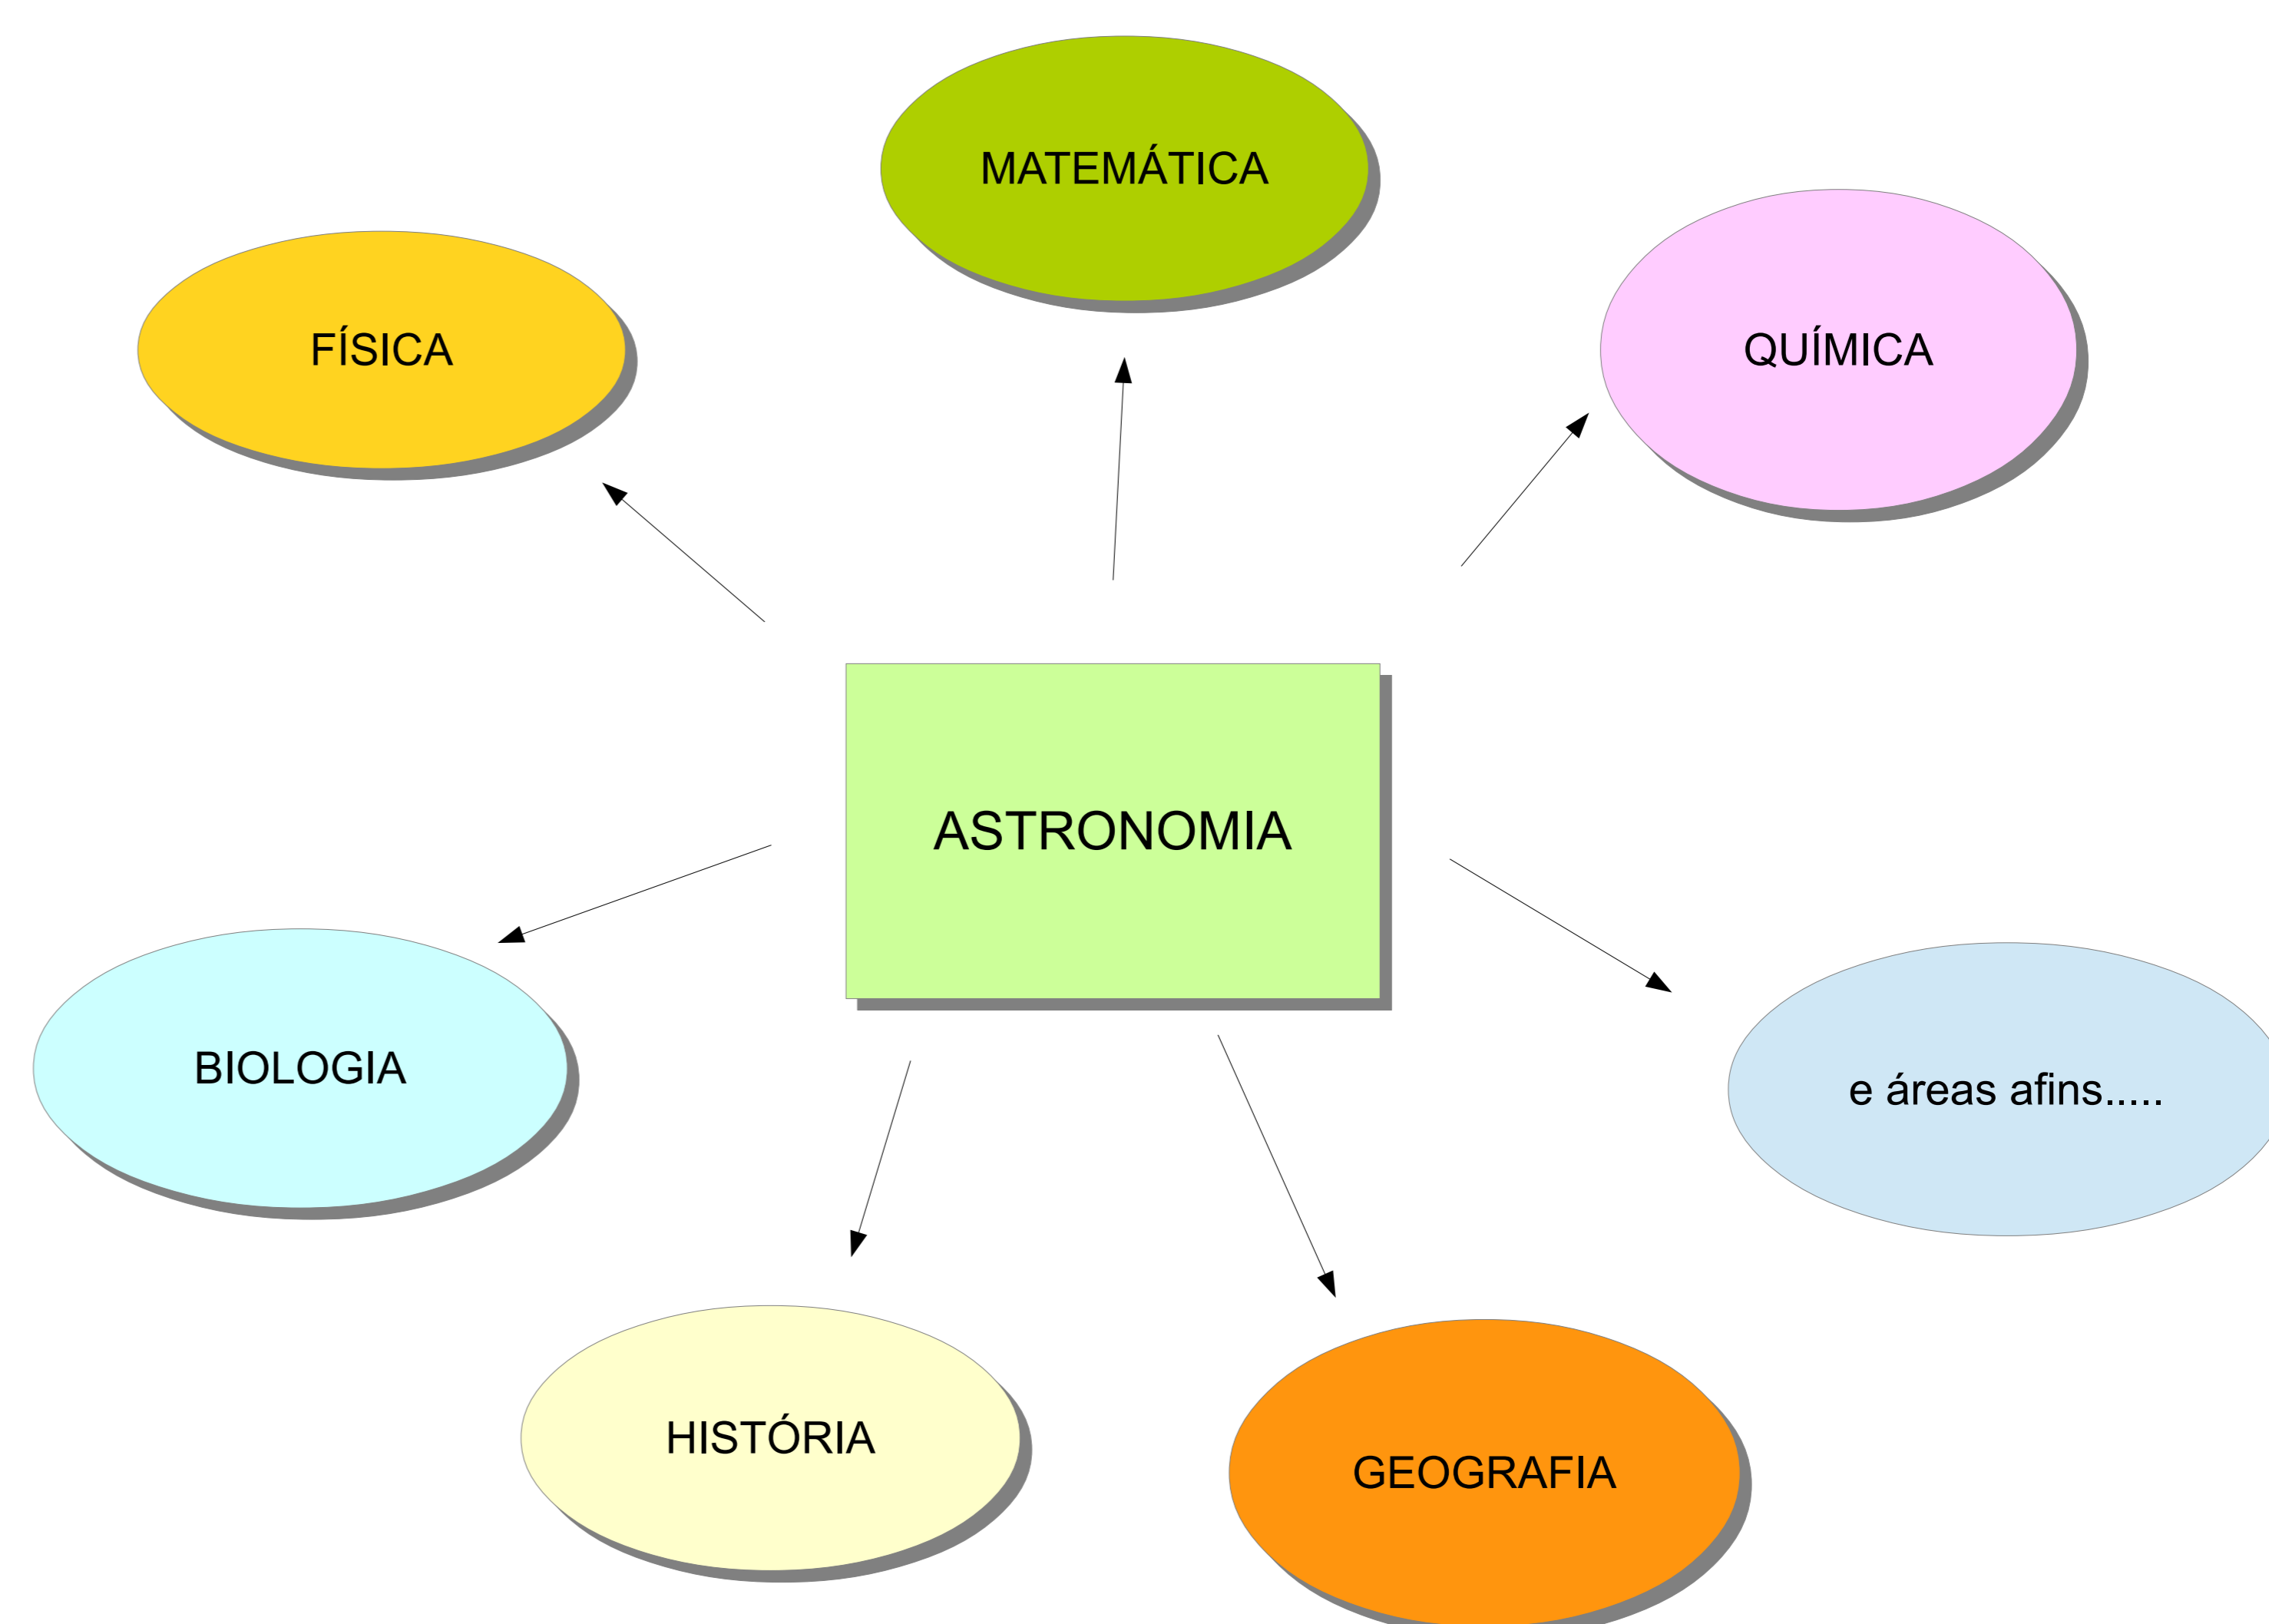 MATEMÁTICA
FÍSICA
QUÍMICA
ASTRONOMIA
BIOLOGIA
e áreas afins.....
HISTÓRIA
GEOGRAFIA